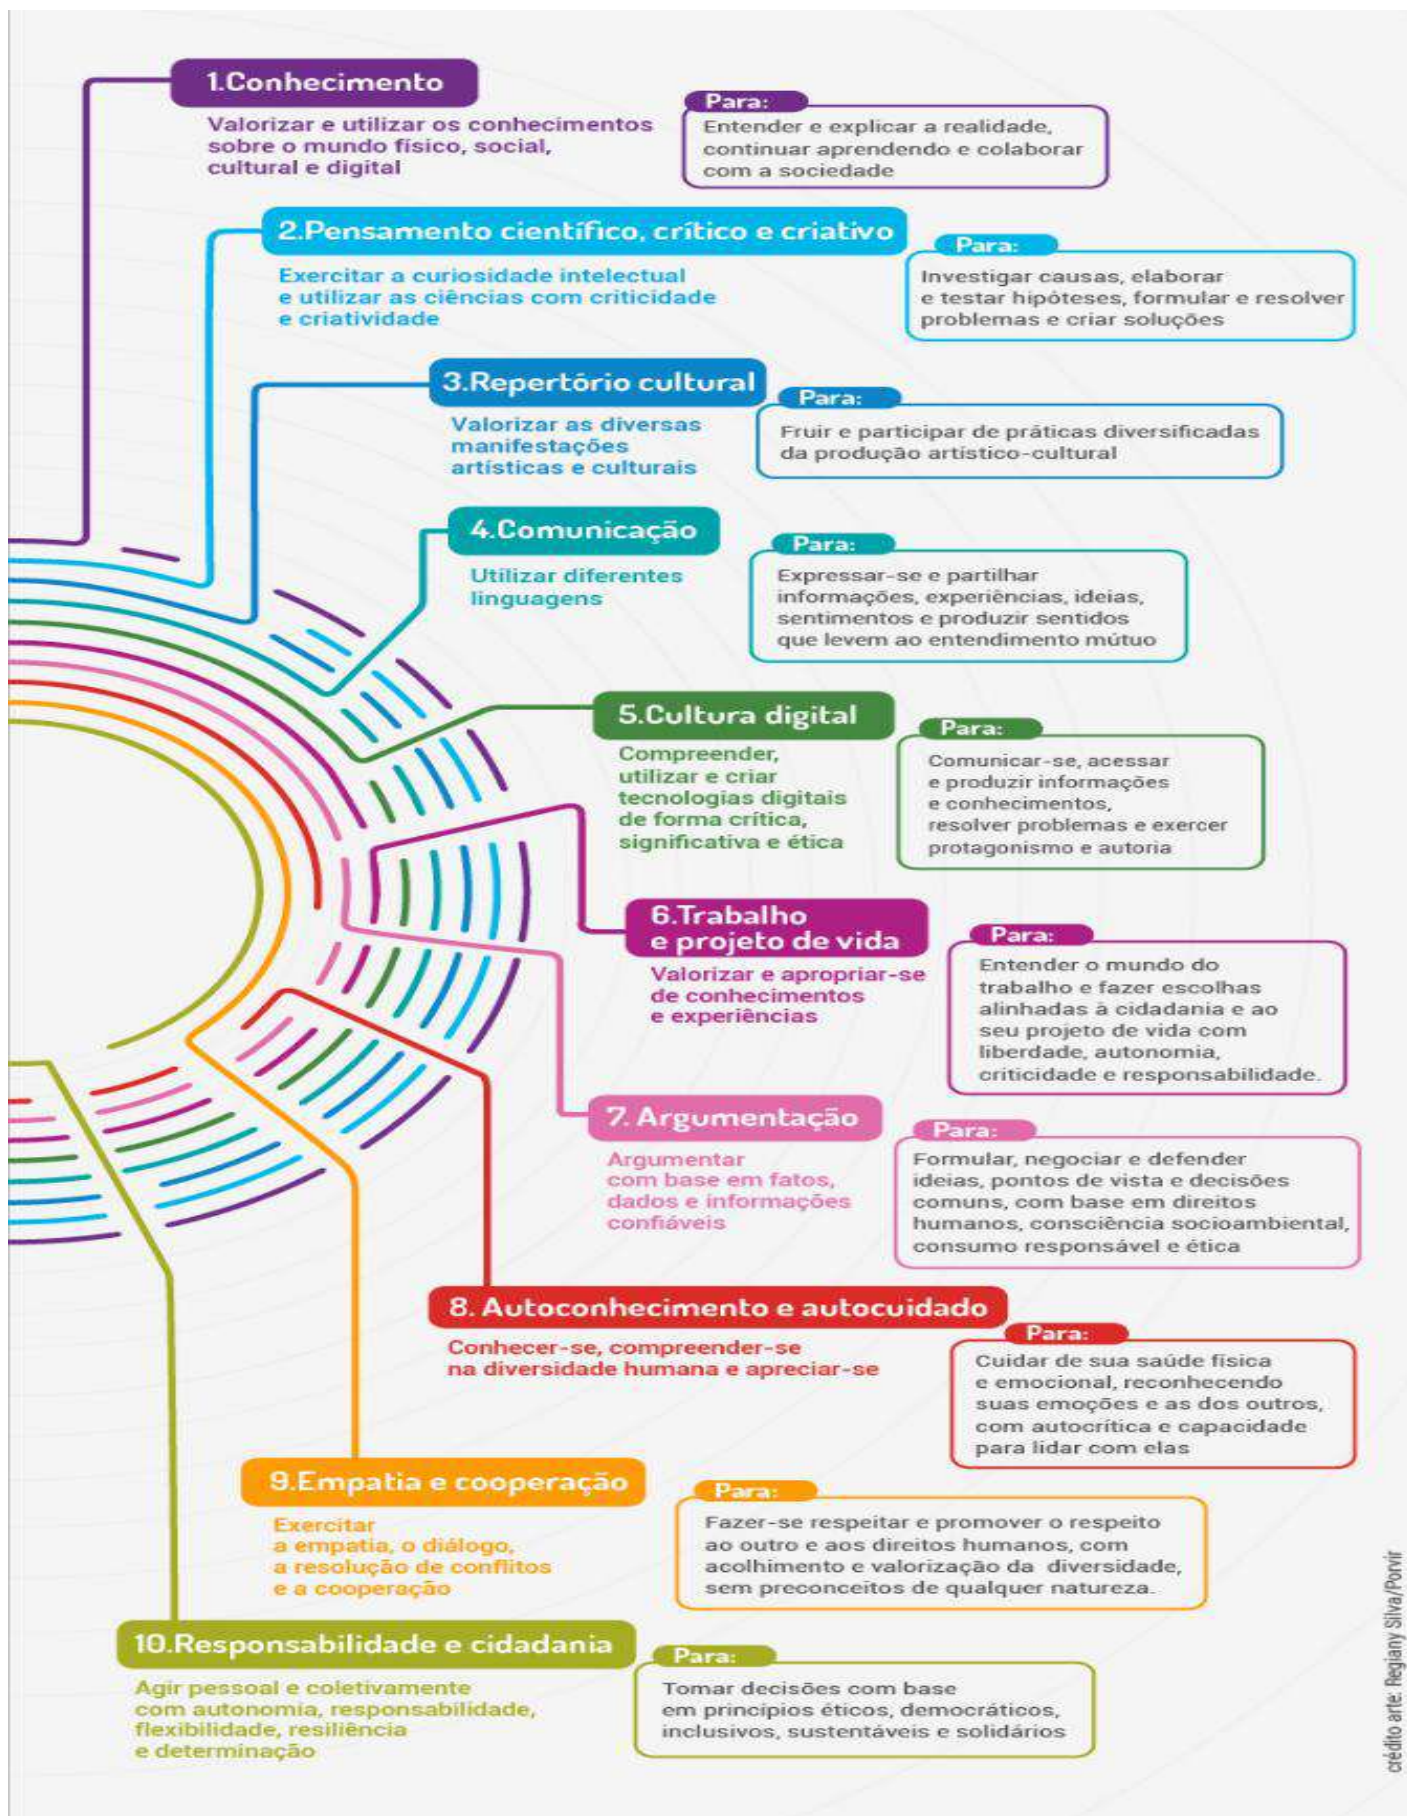 1.Conhecimento
Valorizar e utilizar os conhecimentos
sobre o mundo físico, social,
cultural e digital
Para:
Entender e explicar a realidade,
continuar aprendendo e colaborar
com a sociedade
2.Pensamento científico, crítico e criativo
Exercitar a curiosidade intelectual
e utilizar as ciências com criticidade
e criatividade
Para:
Investigar causas, elaborar
e testar hipóteses, formular e resolver
problemas e criar soluções
3.Repertório cultural
Valorizar as diversas
manifestações
artísticas e culturais
Para:
Fruir e participar de práticas diversificadas
da produção artístico-cultural
4.Comunicação
Utilizar diferentes
linguagens
Para:
Expressar-se e partilhar
informações, experiências, ideias,
sentimentos e produzir sentidos
que levem ao entendimento mútuo
5.Cultura digital
Compreender,
utilizar e criar
tecnologias digitais
de forma crítica,
significativa e ética
Para:
Comunicar-se, acessar
e produzir informações
e conhecimentos,
resolver problemas e exercer
protagonismo e autoria
6.Trabalho
e projeto de vida
Valorizar e apropriar-se
de conhecimentos
e experiências
Para:
Entender o mundo do
trabalho e fazer escolhas
alinhadas à cidadania e ao
seu projeto de vida com
liberdade, autonomia,
criticidade e responsabilidade.
7. Argumentação
Argumentar
com base em fatos,
dados e informações
confiáveis
Para:
Formular, negociar e defender
ideias, pontos de vista e decisões
comuns, com base em direitos
humanos, consciência socioambiental,
consumo responsável e ética
8. Autoconhecimento e autocuidado
Conhecer-se, compreender-se
na diversidade humana e apreciar-se
Para:
Cuidar de sua saúde física
e emocional, reconhecendo
suas emoções e as dos outros,
com autocrítica e capacidade
para lidar com elas
9.Empatia e cooperação
Exercitar
a empatia, o diálogo,
a resolução de conflitos
e a cooperação
Para:
Fazer-se respeitar e promover o respeito
ao outro e aos direitos humanos, com
acolhimento e valorização da diversidade,
sem preconceitos de qualquer natureza.
10.Responsabilidade e cidadania
Agir pessoal e coletivamente
com autonomia, responsabilidade,
flexibilidade, resiliência
e determinação
Para:
Tomar decisões com base
em princípios éticos, democráticos,
inclusivos, sustentáveis e solidários
crédito arte: Regiany Silva/Porvir